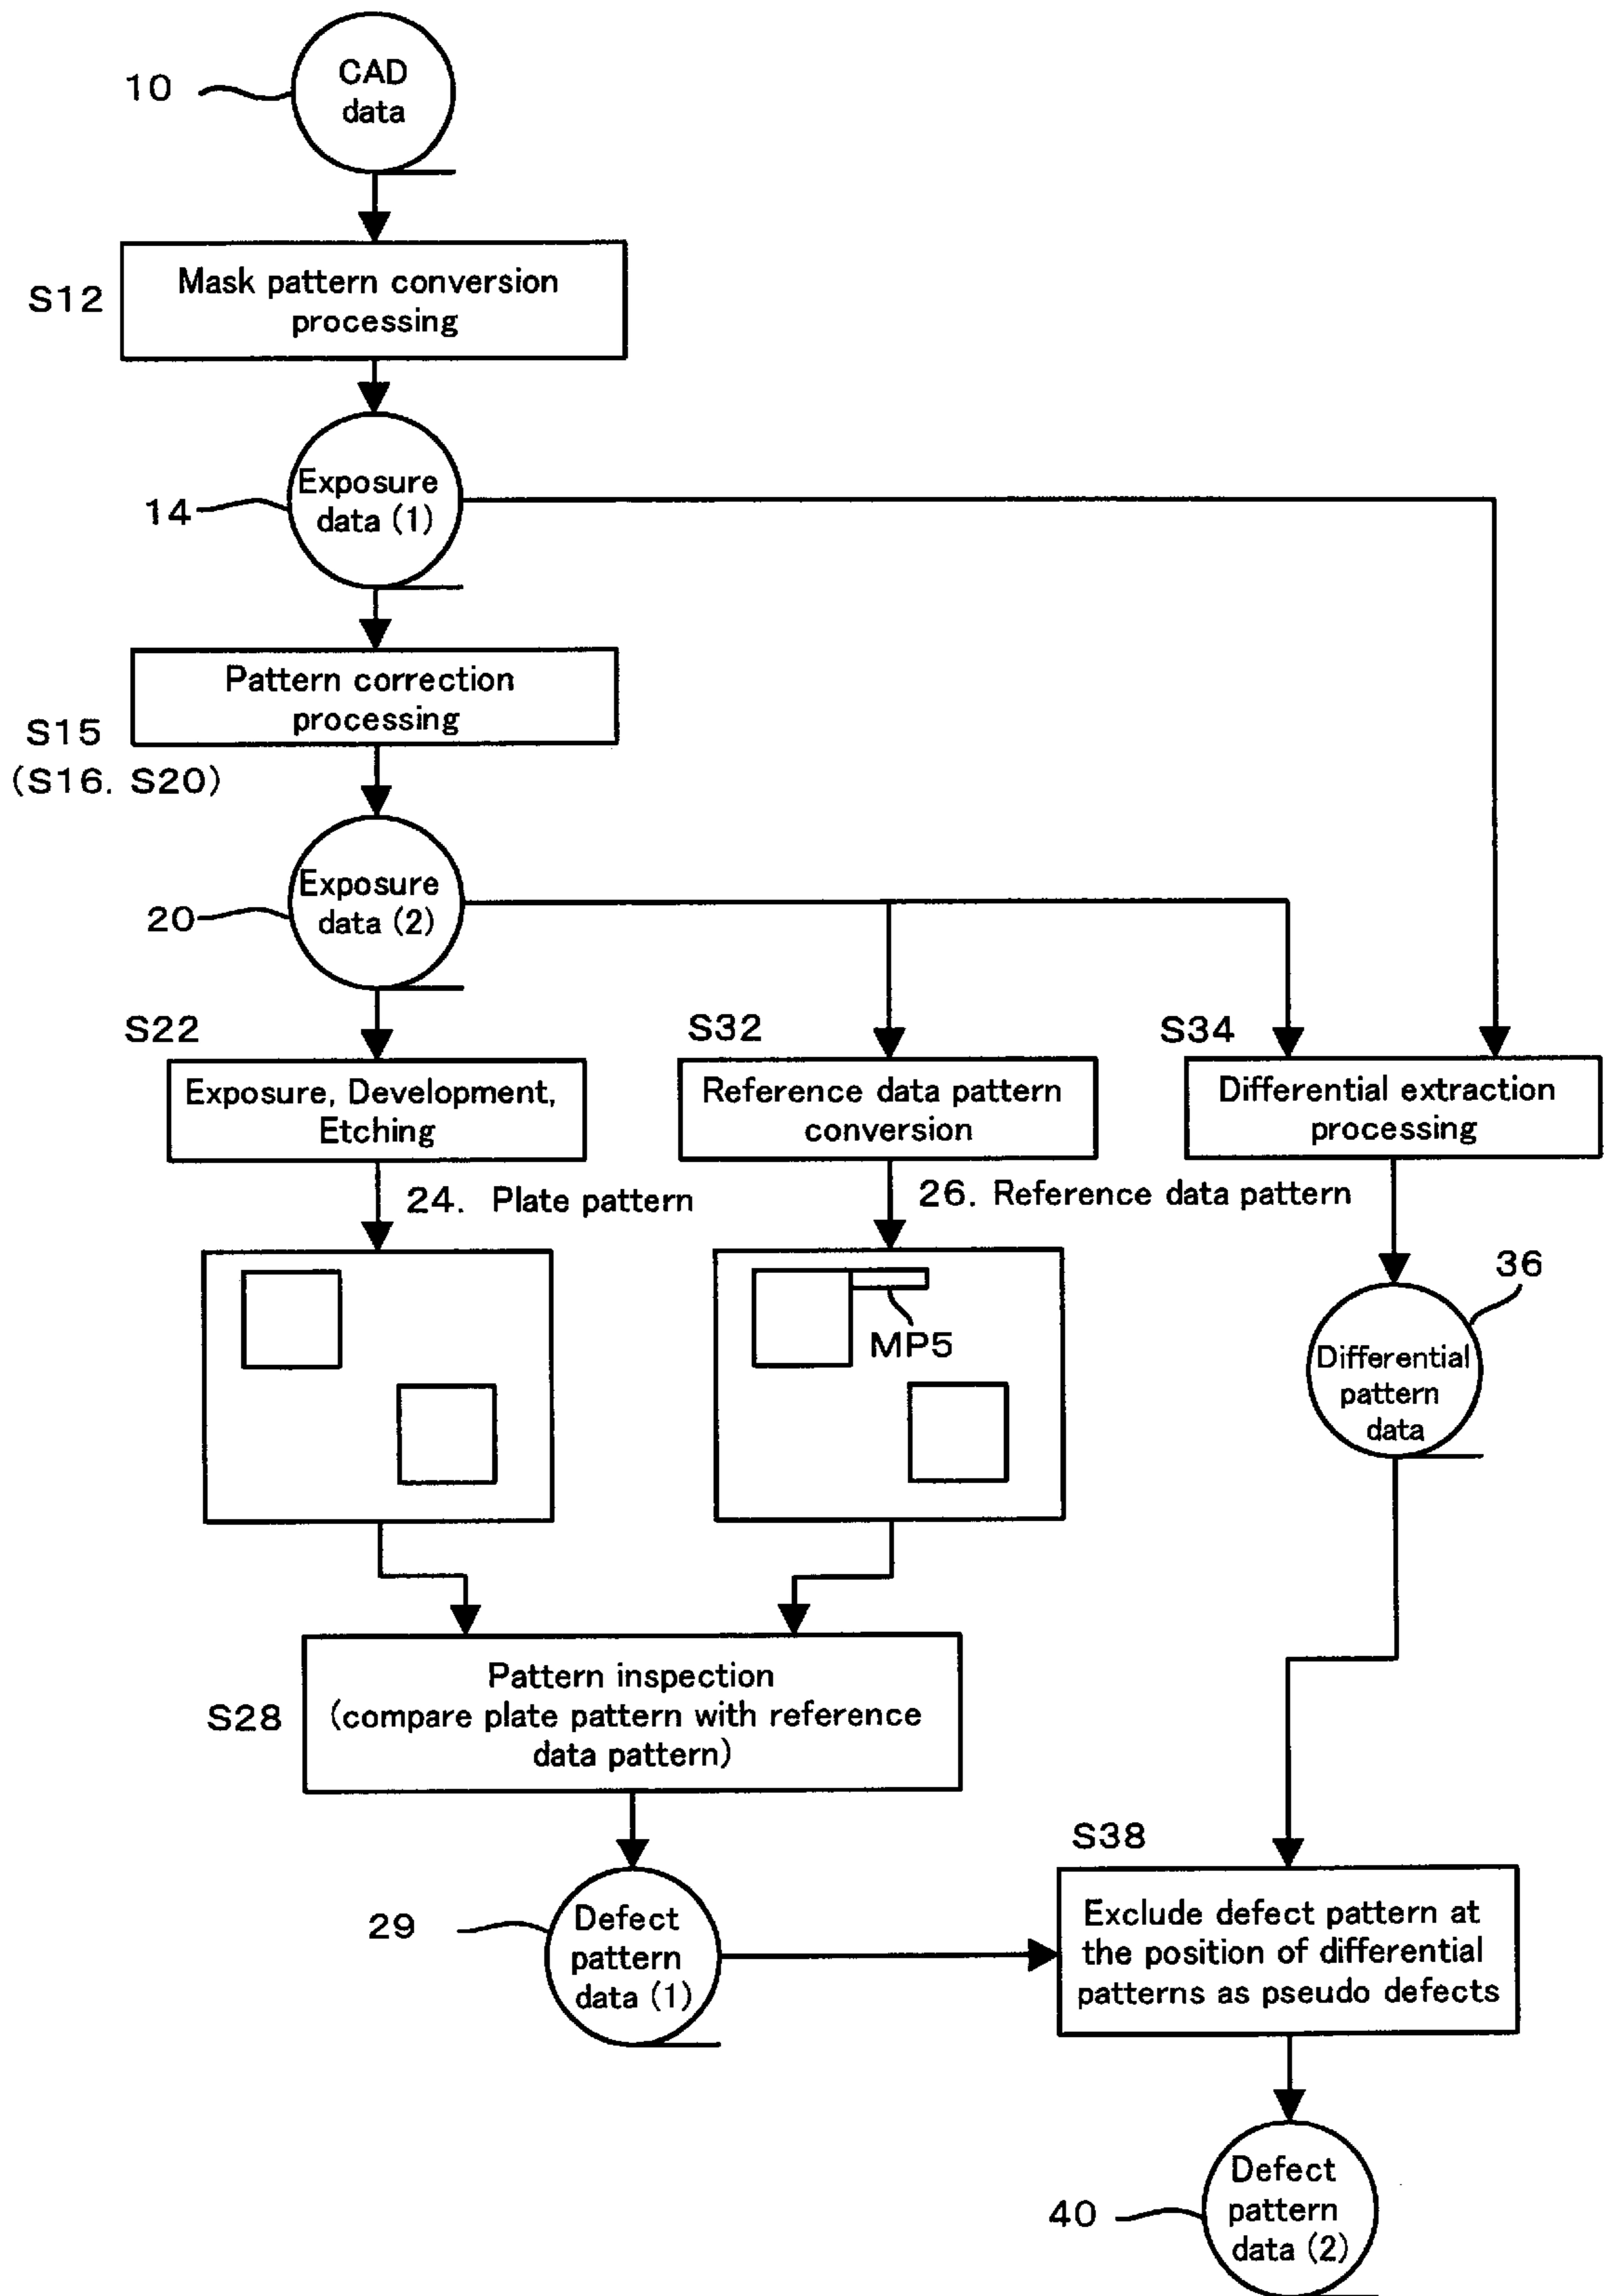 10
CAD
data
S12
Mask pattern conversion
processing
14
Exposure
data (1)
Pattern correction
processing
S15
(S16. S20)
20
Exposure
data (2)
S22
S32
S34
Exposure, Development,
Etching
Reference data pattern
conversion
Differential extraction
processing
24. Plate pattern
26. Reference data pattern
MP5
36
Differential
pattern
data
S28
Pattern inspection
(compare plate pattern with reference
data pattern)
S38
29
Defect
pattern
data (1)
Exclude defect pattern at
the position of differential
patterns as pseudo defects
40
Defect
pattern
data (2)